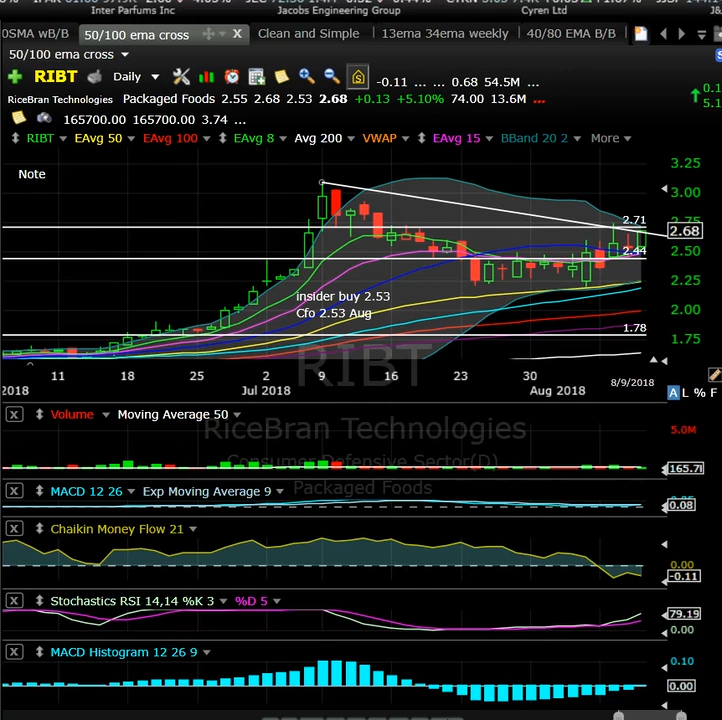 Inter Parfums Inc Jacobs Engineering Group Cyren Ltd
0SMA wB/B 50/100 ema cross X Clean and Simple 13ema 34ema weekly 40/80 EMA B/B
50/100 ema cross
RIBT Daily -0.11 ... ... 0.68 54.5M ...
RiceBran Technologies Packaged Foods 2.55 2.68 2.53 2.68 +0.13 +5.10% 74.00 13.6M ...
165700.00 165700.00 3.74 ...
RIBT EAvg 50 EAvg 100 EAvg 8 Avg 200 VWAP EAvg 15 BBand 20 2 More
Note
3.25
3.00
2.71
2.68
2.50
2.44
2.25
insider buy 2.53
Cfo 2.53 Aug
2.00
1.78
1.75
RIBT
11 18 25 2 9 16 23 30
2018 Jul 2018 Aug 2018 8/9/2018
A L % F
X Volume Moving Average 50
RiceBran Technologies
5.0M
Consumer Defensive Sector(D)
165.7
Packaged Foods
X MACD 12 26 Exp Moving Average 9
0.08
X Chaikin Money Flow 21
0.00
-0.11
X Stochastics RSI 14,14 %K 3 %D 5
79.19
0.00
X MACD Histogram 12 26 9
0.10
0.00